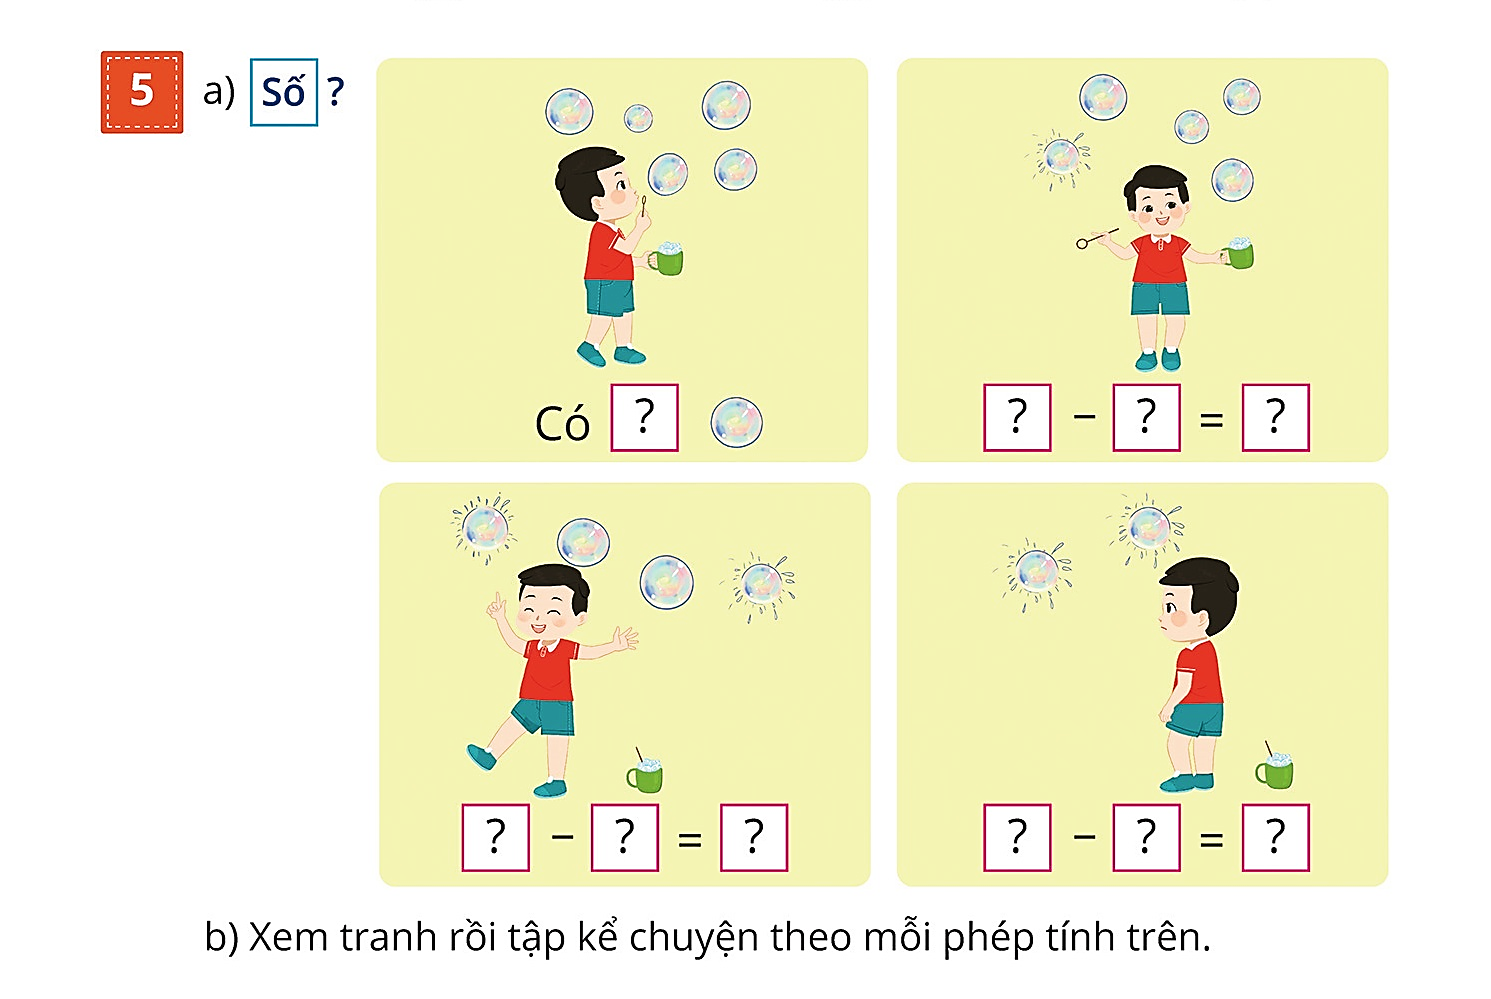 5 a) Số ?
Có ?
? – ? = ?
? – ? = ?
? – ? = ?
b) Xem tranh rồi tập kể chuyện theo mỗi phép tính trên.